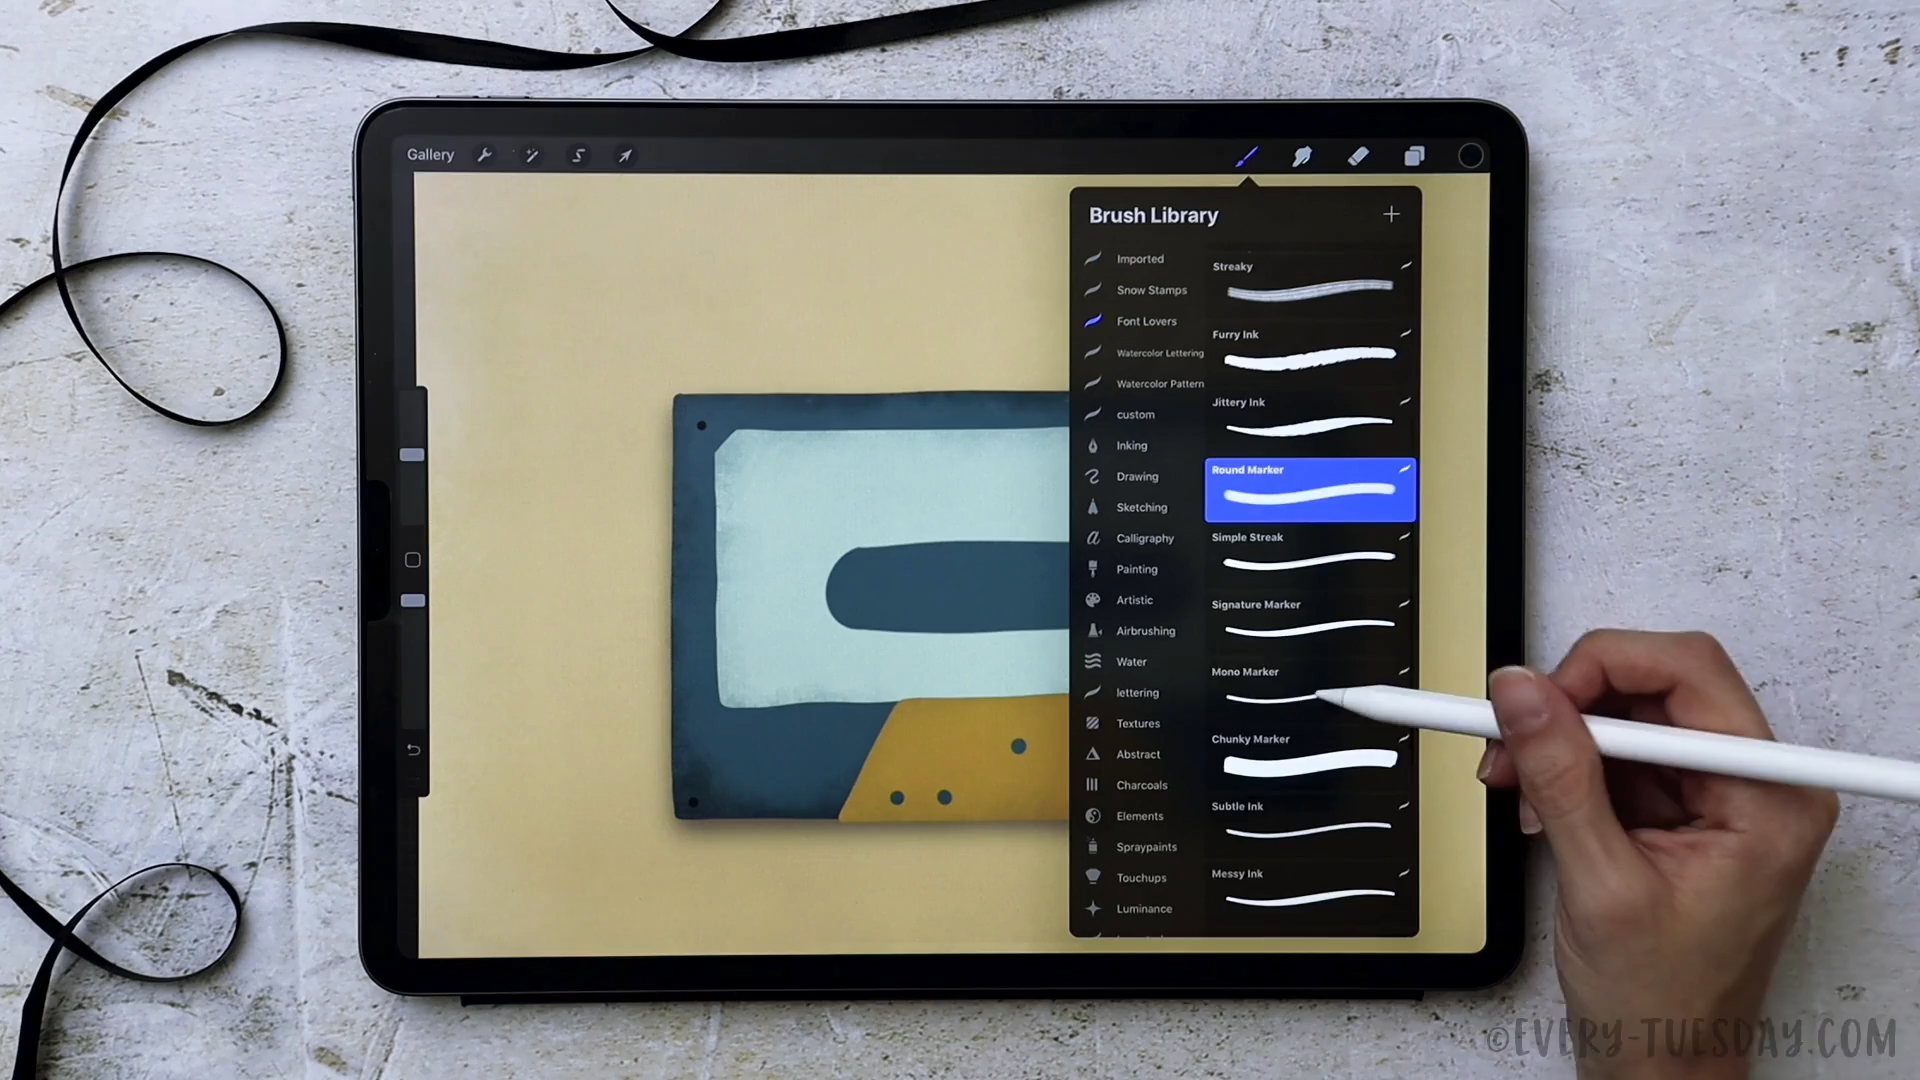 Gallery
Brush Library
Imported
Snow Stamps
Font Lovers
Watercolor Lettering
Watercolor Pattern
custom
Inking
Drawing
Sketching
Calligraphy
Painting
Artistic
Airbrushing
Water
lettering
Textures
Abstract
Charcoals
Elements
Spraypaints
Touchups
Luminance
Streaky
Furry Ink
Jittery Ink
Round Marker
Simple Streak
Signature Marker
Mono Marker
Chunky Marker
Subtle Ink
Messy Ink
©EVERY-TUESDAY.COM